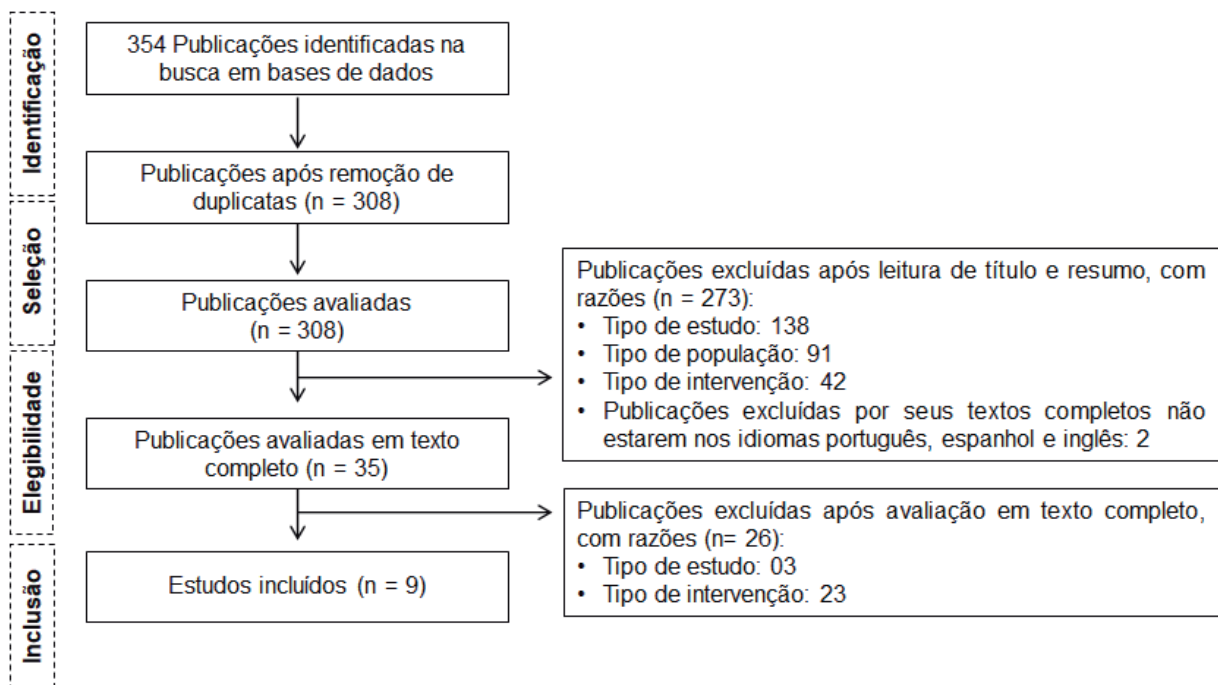 Identificação
354 Publicações identificadas na
busca em bases de dados
Publicações após remoção de
duplicatas (n = 308)
Seleção
Publicações avaliadas
(n = 308)
Publicações excluídas após leitura de título e resumo, com
razões (n = 273):
• Tipo de estudo: 138
• Tipo de população: 91
• Tipo de intervenção: 42
• Publicações excluídas por seus textos completos não
estarem nos idiomas português, espanhol e inglês: 2
Elegibilidade
Publicações avaliadas em texto
completo (n = 35)
Publicações excluídas após avaliação em texto completo,
com razões (n= 26):
• Tipo de estudo: 03
• Tipo de intervenção: 23
Inclusão
Estudos incluídos (n = 9)